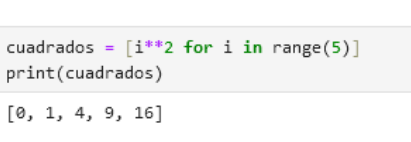 cuadrados = [i**2 for i in range(5)]
print(cuadrados)
[0, 1, 4, 9, 16]